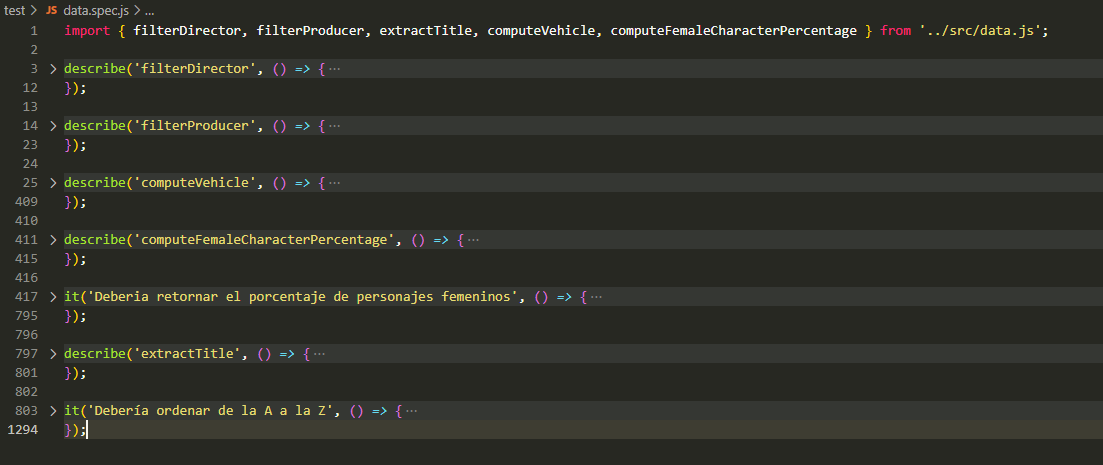 test > JS data.spec.js > ...
1 import { filterDirector, filterProducer, extractTitle, computeVehicle, computeFemaleCharacterPercentage } from '../src/data.js';
2
3 > describe('filterDirector', () => { ···
12 });
13
14 > describe('filterProducer', () => { ···
23 });
24
25 > describe('computeVehicle', () => { ···
409 });
410
411 > describe('computeFemaleCharacterPercentage', () => { ···
415 });
416
417 > it('Deberia retornar el porcentaje de personajes femeninos', () => { ···
795 });
796
797 > describe('extractTitle', () => { ···
801 });
802
803 > it('Debería ordenar de la A a la Z', () => { ···
1294 });